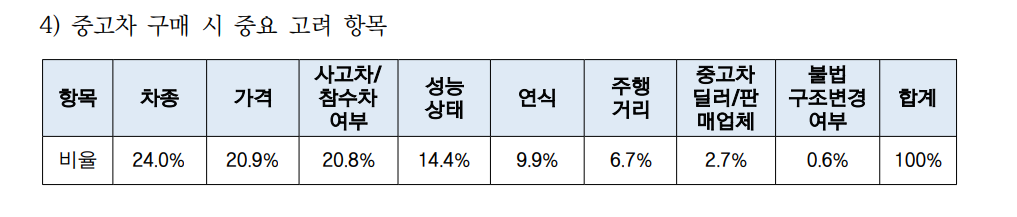 4) 중고차 구매 시 중요 고려 항목
항목 차종 가격 사고차/참수차 여부 성능 상태 연식 주행 거리 중고차 딜러/판매업체 불법 구조변경 여부 합계
비율 24.0% 20.9% 20.8% 14.4% 9.9% 6.7% 2.7% 0.6% 100%